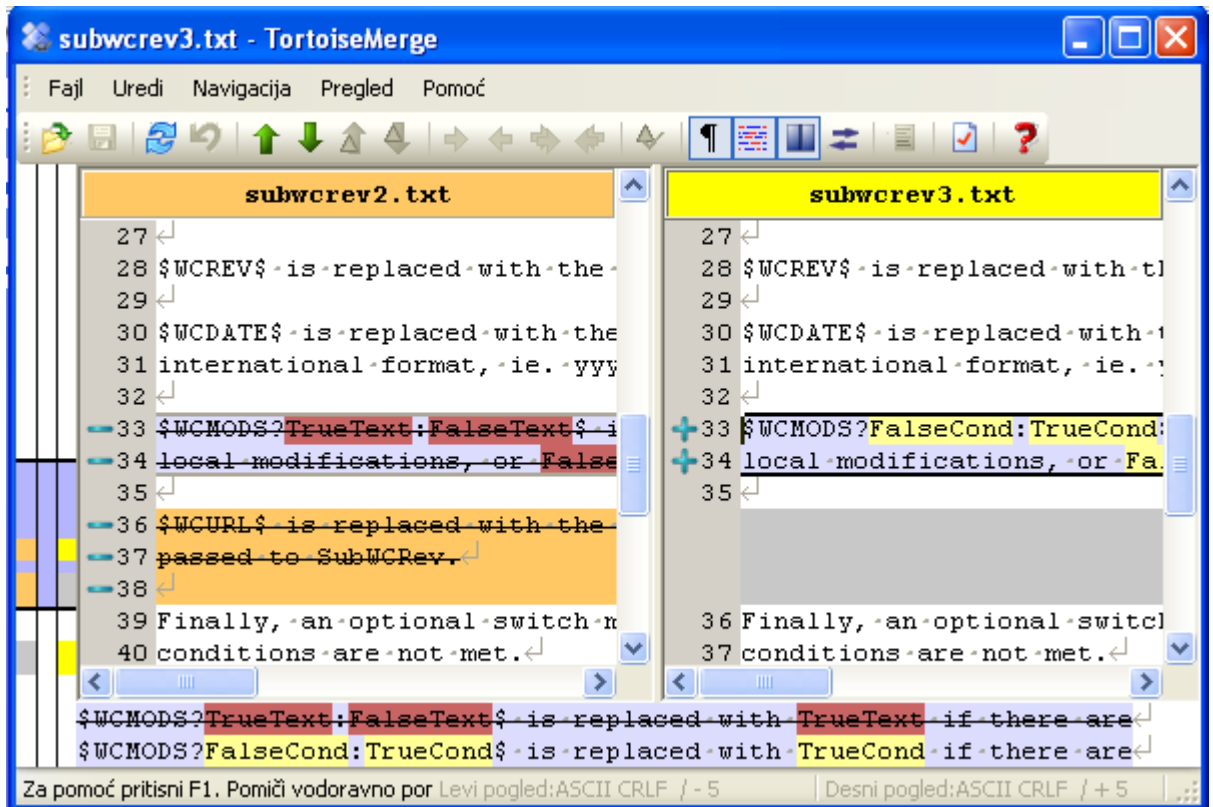 subwcrev3.txt - TortoiseMerge
Fajl Uredi Navigacija Pregled Pomoć
subwcrev2.txt
27
28 $WCREV$ is replaced with the
29
30 $WCDATE$ is replaced with the
31 international format, ie. yyy
32
33 $WCMODS?TrueText:FalseText$ i
34 local modifications, or False
35
36 $WCURL$ is replaced with the
37 passed to SubWCRev.
38
39 Finally, an optional switch m
40 conditions are not met.
subwcrev3.txt
27
28 $WCREV$ is replaced with t
29
30 $WCDATE$ is replaced with
31 international format, ie.
32
33 $WCMODS?FalseCond:TrueCond
34 local modifications, or Fa
35
36 Finally, an optional switc
37 conditions are not met.
$WCMODS?TrueText:FalseText$ is replaced with TrueText if there are
$WCMODS?FalseCond:TrueCond$ is replaced with TrueCond if there are
Za pomoć pritisni F1. Pomiči vodoravno por Levi pogled:ASCII CRLF / - 5 Desni pogled:ASCII CRLF / + 5